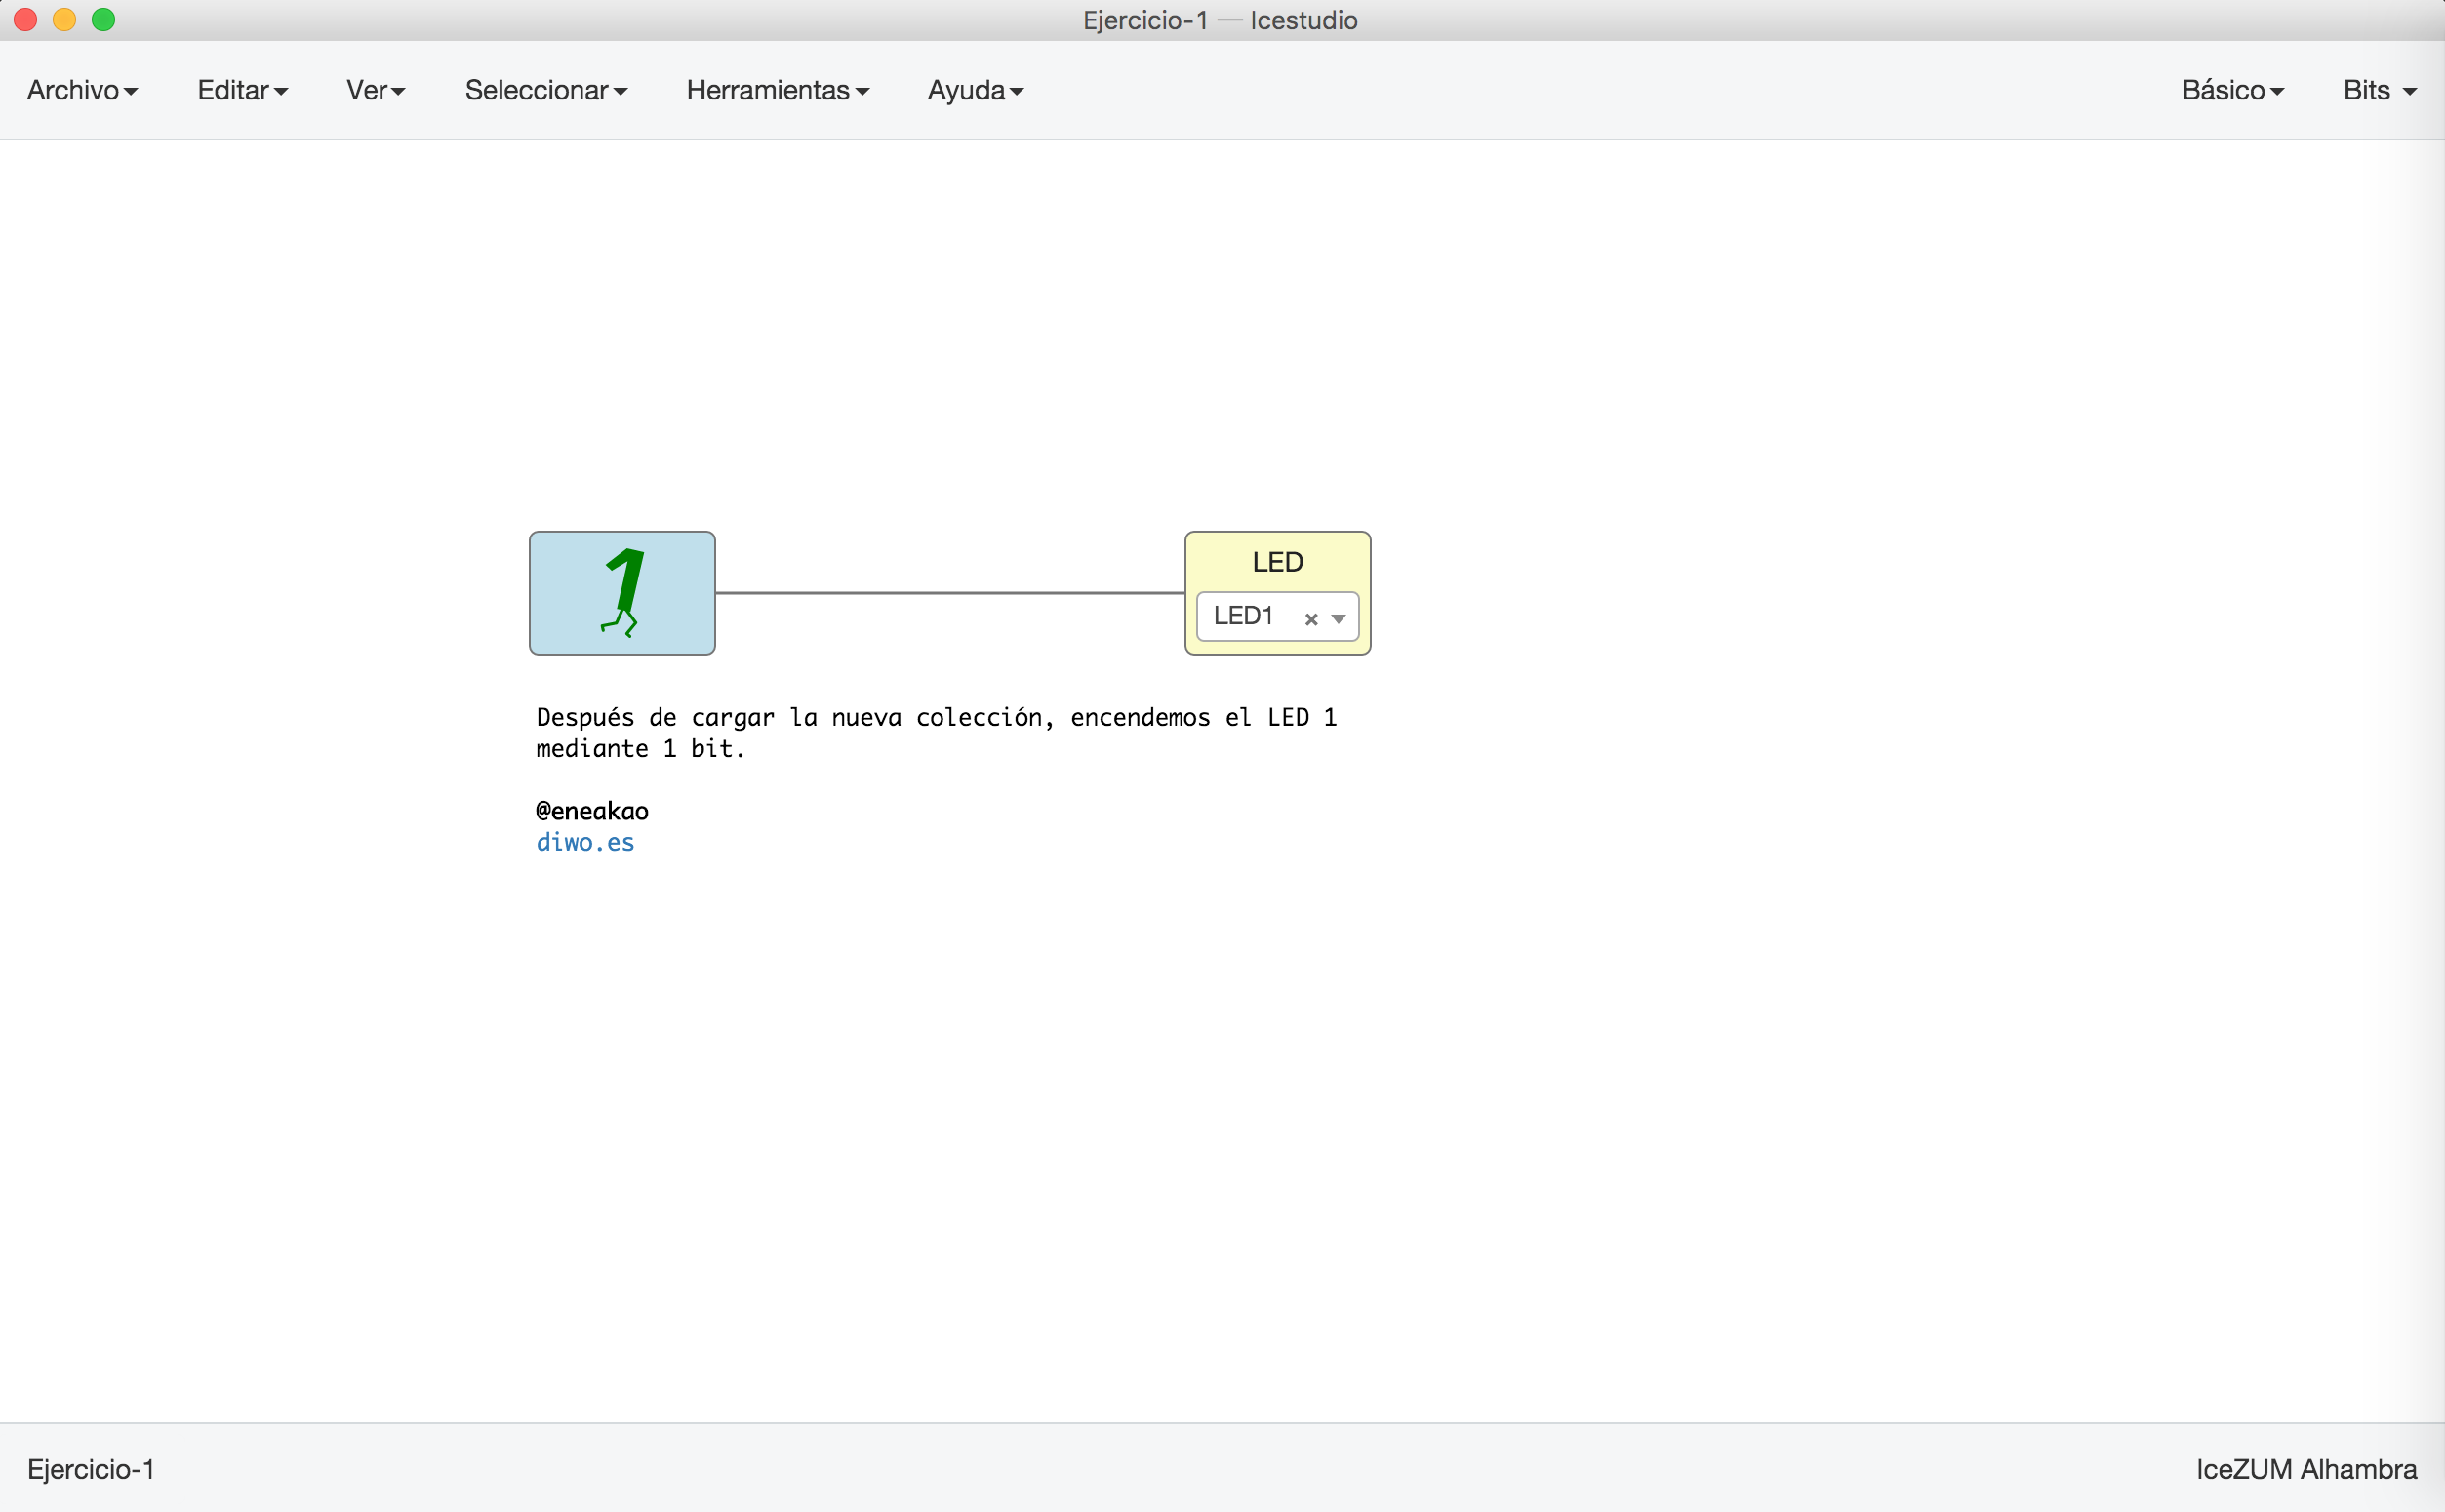 Ejercicio-1 — Icestudio
Archivo Editar Ver Seleccionar Herramientas Ayuda Básico Bits
1
LED
LED1
Después de cargar la nueva colección, encendemos el LED 1
mediante 1 bit.
@eneakao
diwo.es
Ejercicio-1 IceZUM Alhambra